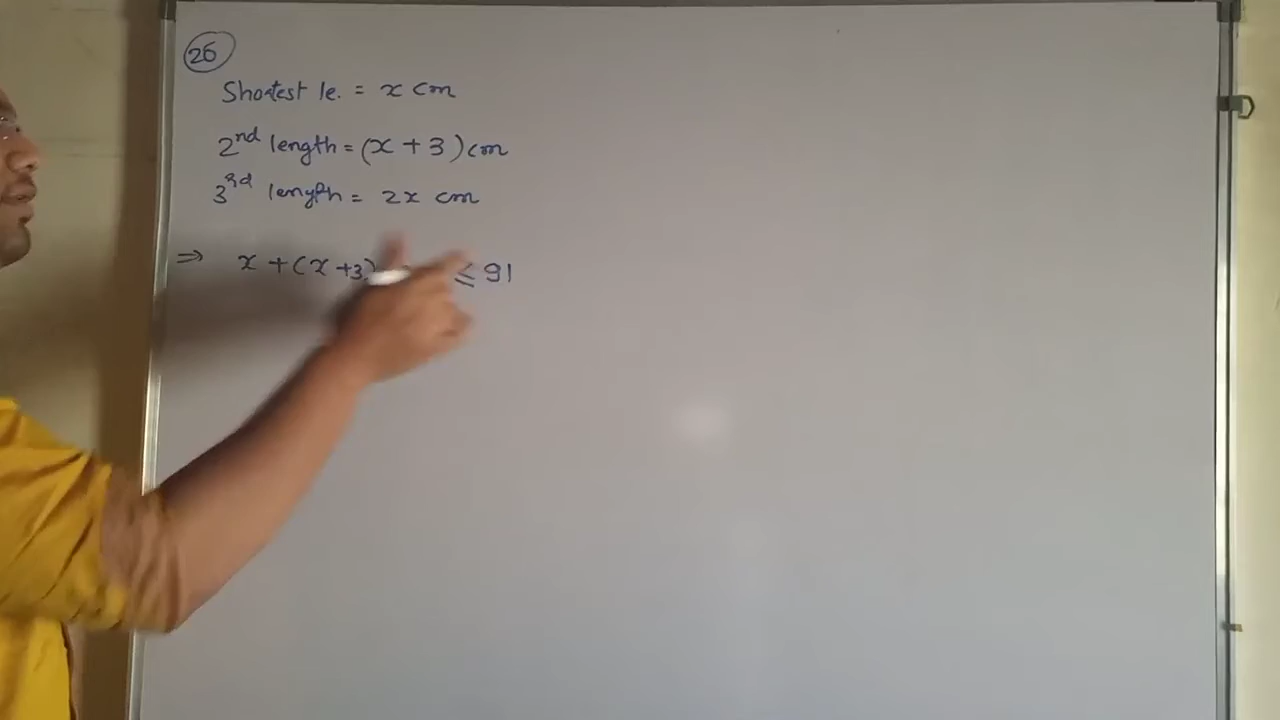 26
Shortest le. = x cm
2nd length = (x + 3) cm
3rd length = 2x cm
⇒ x + (x + 3) ≤ 91